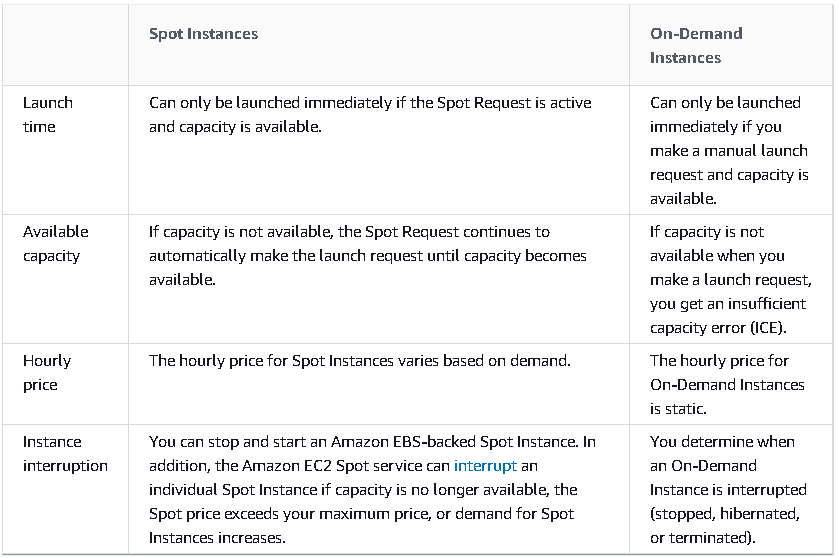 Spot Instances
On-Demand
Instances
Launch
time
Can only be launched immediately if the Spot Request is active
and capacity is available.
Can only be launched
immediately if you
make a manual launch
request and capacity is
available.
Available
capacity
If capacity is not available, the Spot Request continues to
automatically make the launch request until capacity becomes
available.
If capacity is not
available when you
make a launch request,
you get an insufficient
capacity error (ICE).
Hourly
price
The hourly price for Spot Instances varies based on demand.
The hourly price for
On-Demand Instances
is static.
Instance
interruption
You can stop and start an Amazon EBS-backed Spot Instance. In
addition, the Amazon EC2 Spot service can interrupt an
individual Spot Instance if capacity is no longer available, the
Spot price exceeds your maximum price, or demand for Spot
Instances increases.
You determine when
an On-Demand
Instance is interrupted
(stopped, hibernated,
or terminated).